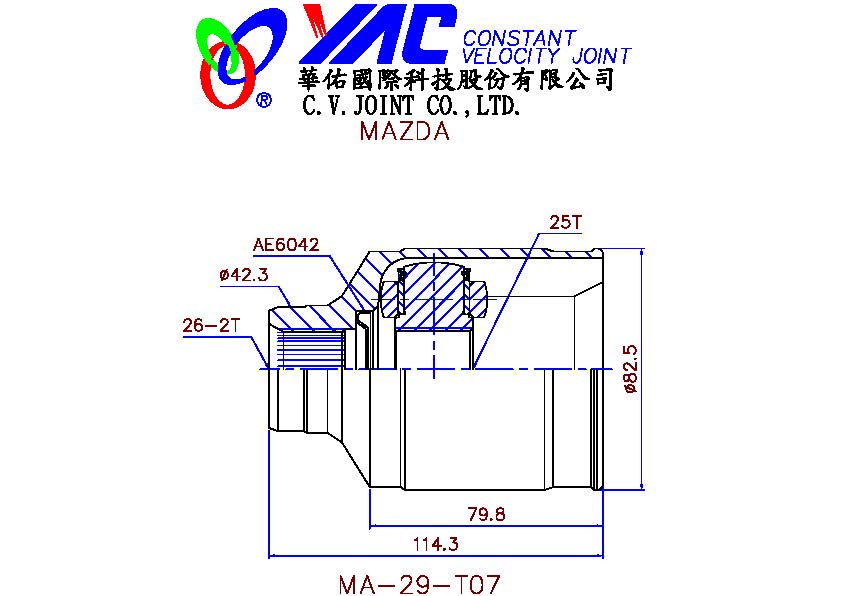 YAC CONSTANT
VELOCITY JOINT
®
華佑國際科技股份有限公司
C.V.JOINT CO.,LTD.
MAZDA
25T
AE6042
ø42.3
26-2T
ø82.5
79.8
114.3
MA-29-T07